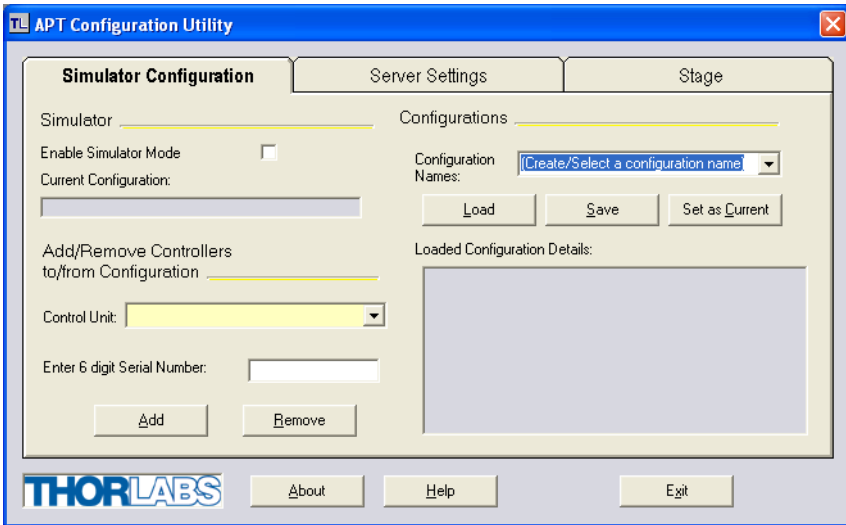 TL APT Configuration Utility
Simulator Configuration
Server Settings
Stage
Simulator
Enable Simulator Mode
Current Configuration:
Add/Remove Controllers
to/from Configuration
Control Unit:
Enter 6 digit Serial Number:
Add
Remove
Configurations
Configuration
Names:
(Create/Select a configuration name)
Load
Save
Set as Current
Loaded Configuration Details:
THORLABS
About
Help
Exit